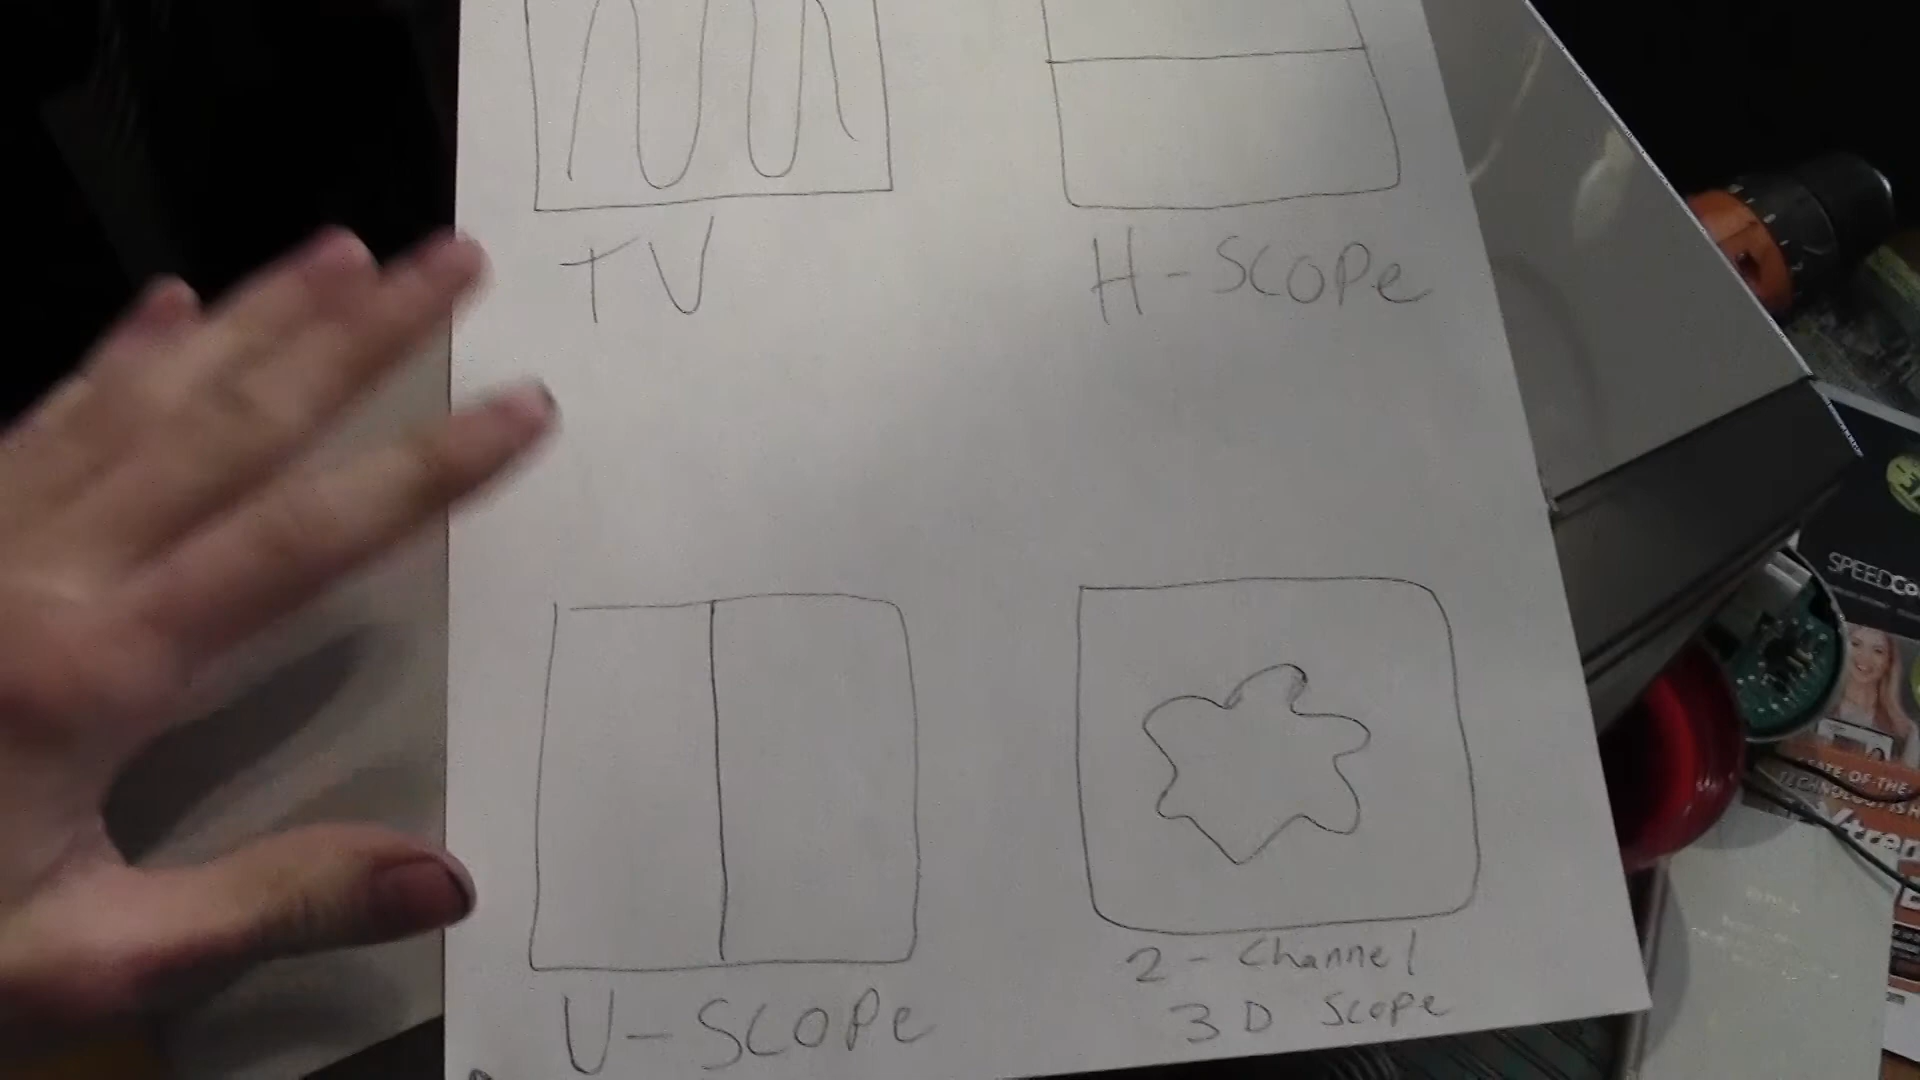 TV
H-SCOPe
V-SCOPe
2-Channel
3D Scope
SPEEDCo